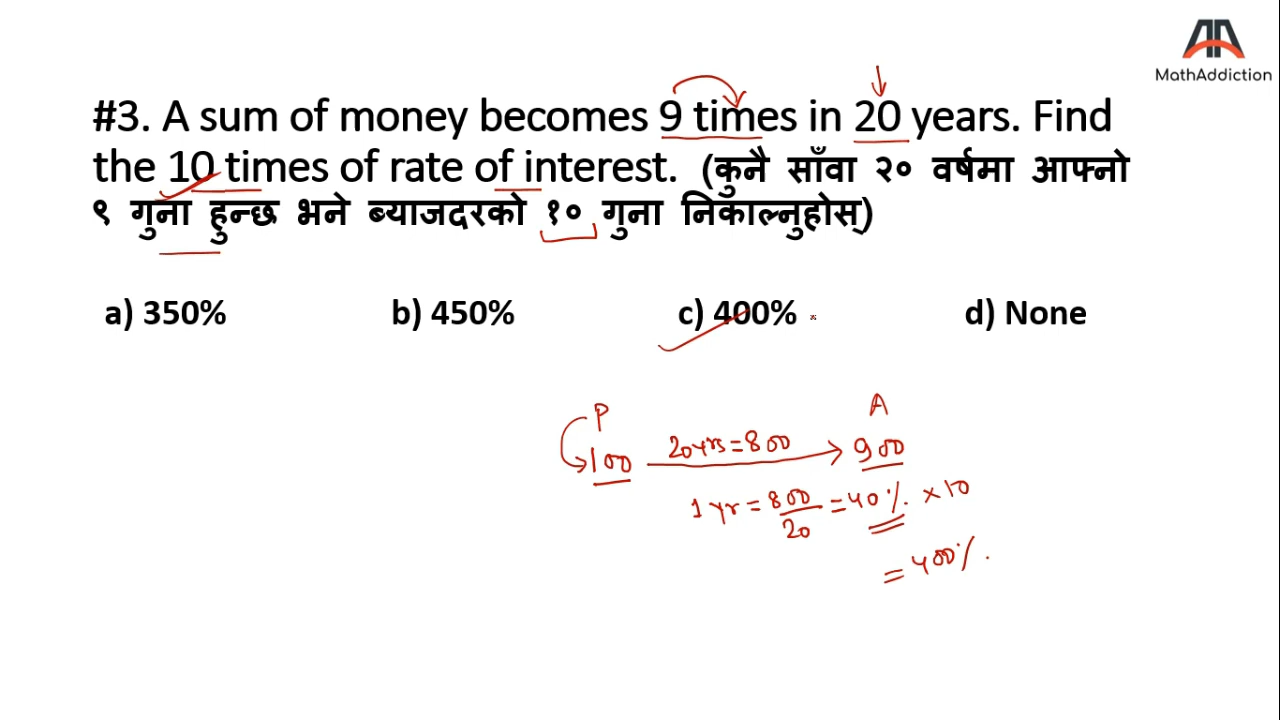 MathAddiction
#3. A sum of money becomes 9 times in 20 years. Find
the 10 times of rate of interest. (कुनै साँवा २० वर्षमा आफ्नो
९ गुना हुन्छ भने ब्याजदरको १० गुना निकाल्नुहोस्)
a) 350% b) 450% c) 400% d) None
P A
100 20yrs=800 900
1 yr = 800/20 = 40% ×10
= 400%